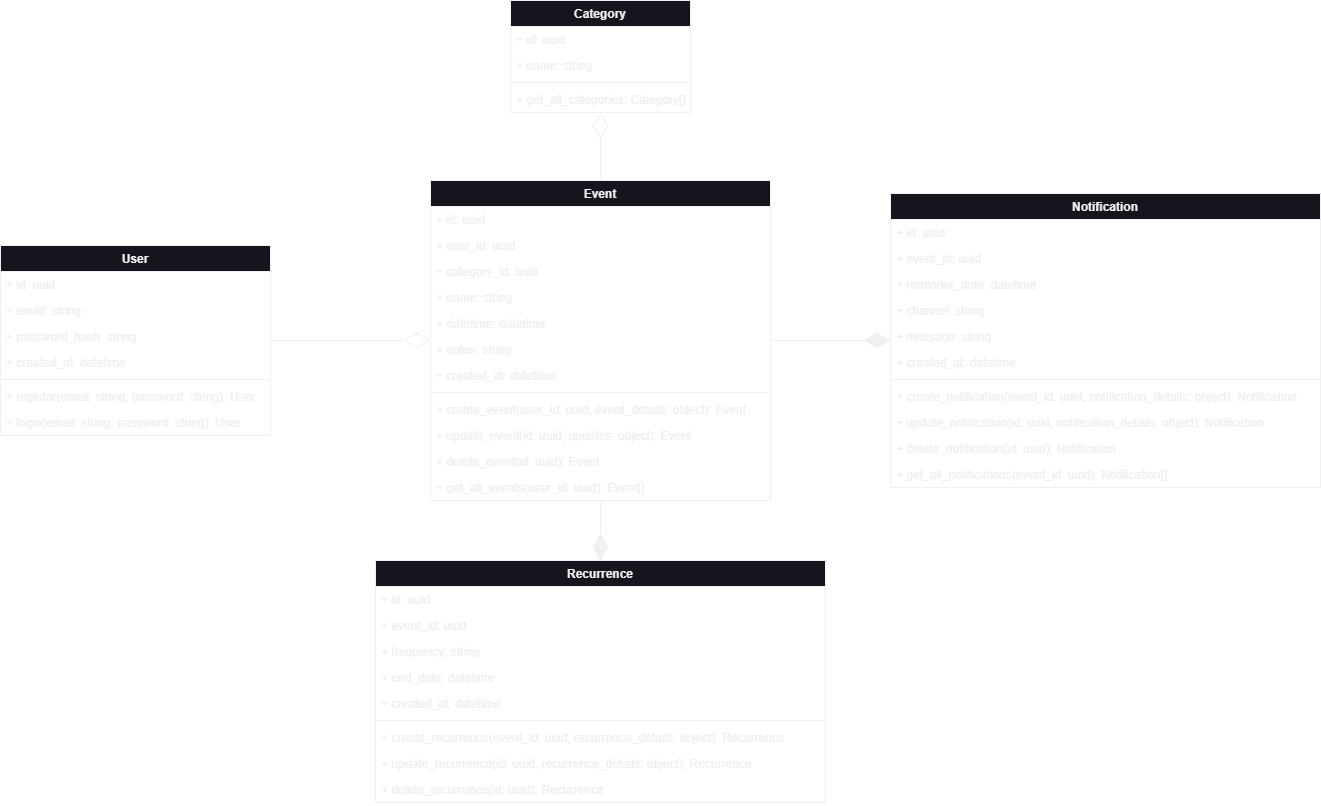 Category
+ id: uuid
+ name: string
+ get_all_categories: Category[]
Event
+ id: uuid
+ user_id: uuid
+ category_id: uuid
+ name: string
+ datetime: datetime
+ notes: string
+ created_at: datetime
+ create_event(user_id: uuid, event_details: object): Event
+ update_event(id: uuid, updates: object): Event
+ delete_event(id: uuid): Event
+ get_all_events(user_id: uuid): Event[]
Notification
+ id: uuid
+ event_id: uuid
+ reminder_date: datetime
+ channel: string
+ message: string
+ created_at: datetime
+ create_notification(event_id: uuid, notification_details: object): Notification
+ update_notification(id: uuid, notification_details: object): Notification
+ delete_notification(id: uuid): Notification
+ get_all_notifications(event_id: uuid): Notification[]
User
+ id: uuid
+ email: string
+ password_hash: string
+ created_at: datetime
+ register(email: string, password: string): User
+ login(email: string, password: string): User
Recurrence
+ id: uuid
+ event_id: uuid
+ frequency: string
+ end_date: datetime
+ created_at: datetime
+ create_recurrence(event_id: uuid, recurrence_details: object): Recurrence
+ update_recurrence(id: uuid, recurrence_details: object): Recurrence
+ delete_recurrence(id: uuid): Recurrence